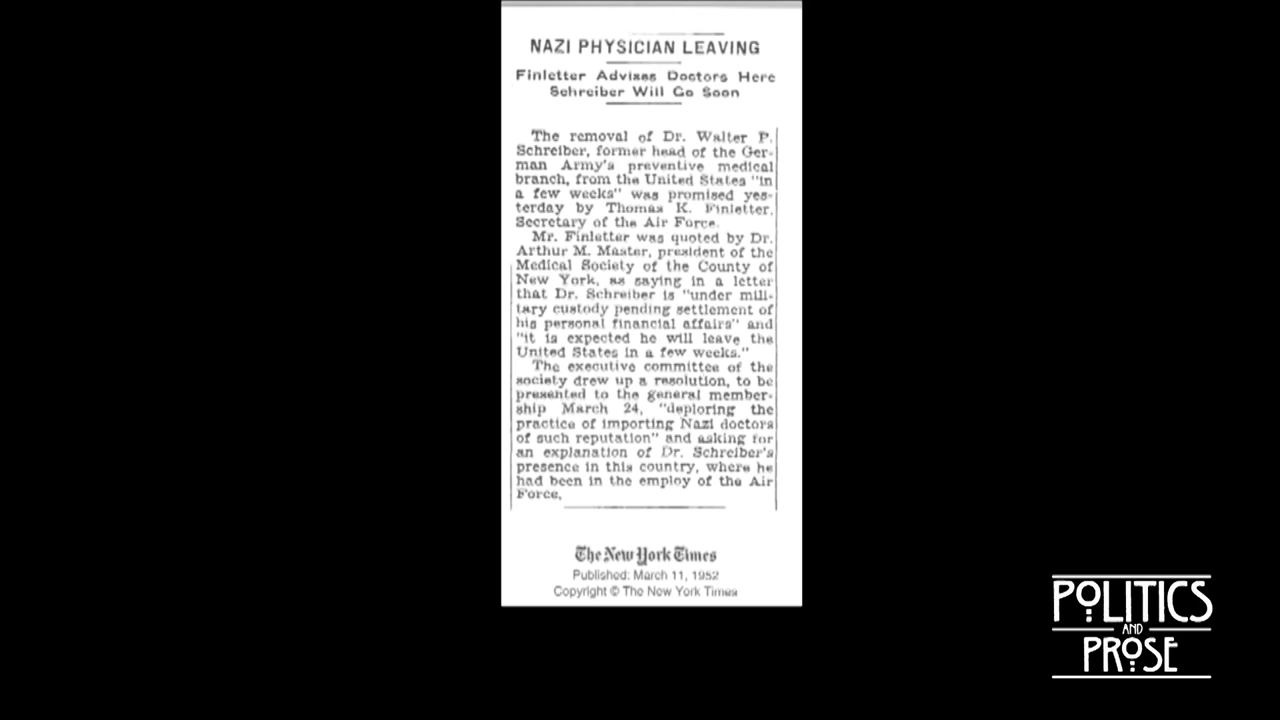 NAZI PHYSICIAN LEAVING
Finletter Advises Doctors Here
Schreiber Will Go Soon
The removal of Dr. Walter P.
Schreiber, former head of the Ger-
man Army's preventive medical
branch, from the United States "in
a few weeks" was promised yes-
terday by Thomas K. Finletter,
Secretary of the Air Force.
Mr. Finletter was quoted by Dr.
Arthur M. Master, president of the
Medical Society of the County of
New York, as saying in a letter
that Dr. Schreiber is "under mili-
tary custody pending settlement of
his personal financial affairs" and
"it is expected he will leave the
United States in a few weeks."
The executive committee of the
society drew up a resolution, to be
presented to the general member-
ship March 24, "deploring the
practice of importing Nazi doctors
of such reputation" and asking for
an explanation of Dr. Schreiber's
presence in this country, where he
had been in the employ of the Air
Force.
The New York Times
Published: March 11, 1952
Copyright © The New York Times
POLITICS
AND
PROSE